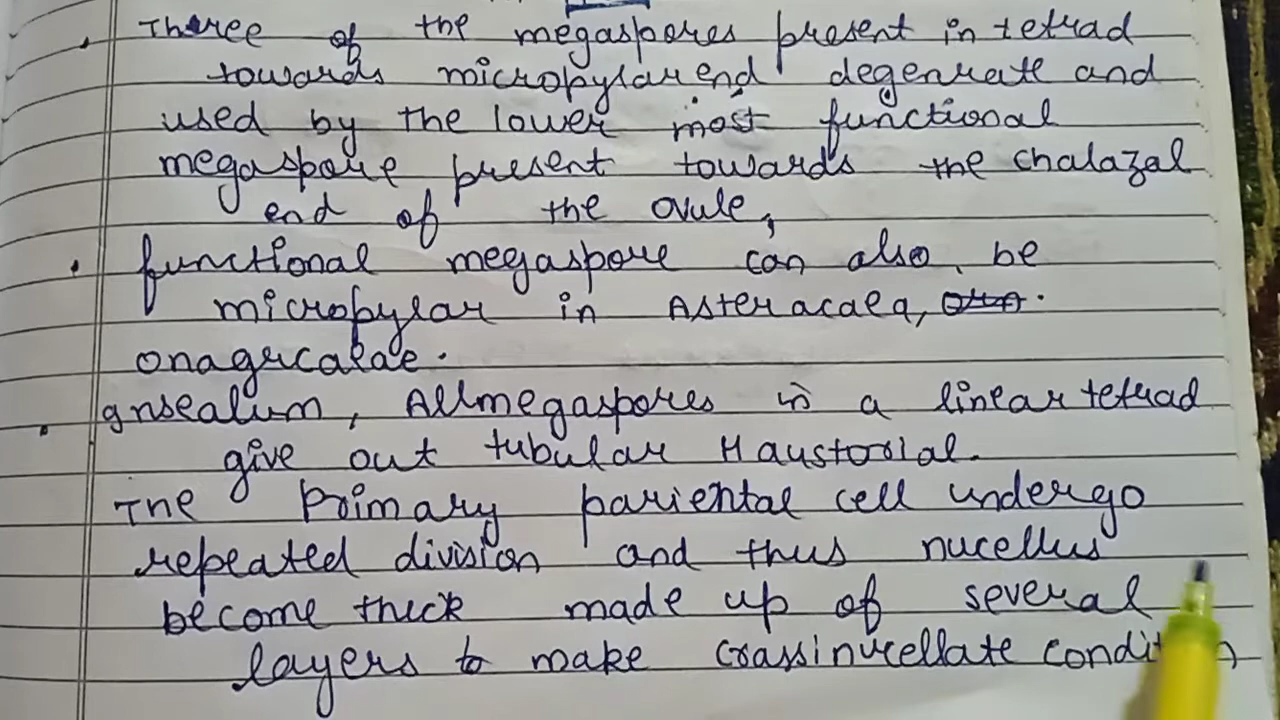 Three of the megaspores present in tetrad
towards micropylar end degenrate and
used by the lower most functional
megaspore present towards the chalazal
end of the ovule,
functional megaspore can also be
micropylar in Asteracaea,
onagrcalae.
gnsealum, All megaspores in a linear tetrad
give out tubular Haustorial.
The Primary pariental cell undergo
repeated division and thus nucellus
become thick made up of several
layers to make crassinucellate